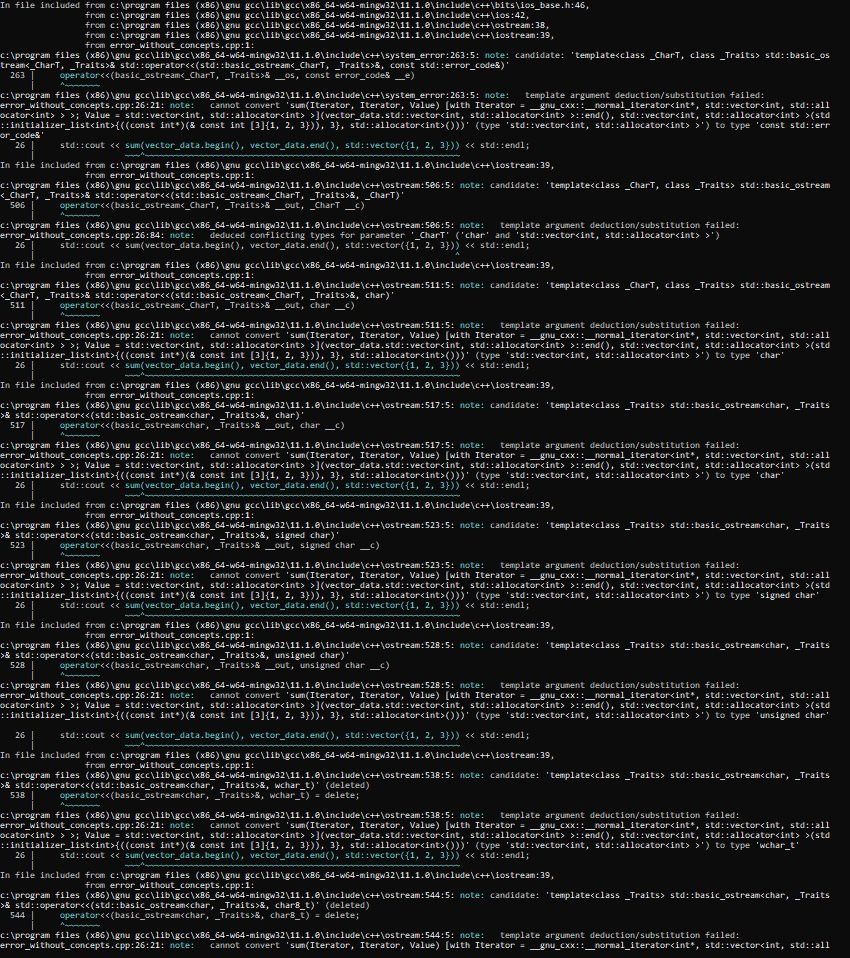 In file included from c:\program files (x86)\gnu gcc\lib\gcc\x86_64-w64-mingw32\11.1.0\include\c++\bits\ios_base.h:46,
from c:\program files (x86)\gnu gcc\lib\gcc\x86_64-w64-mingw32\11.1.0\include\c++\ios:42,
from c:\program files (x86)\gnu gcc\lib\gcc\x86_64-w64-mingw32\11.1.0\include\c++\ostream:38,
from c:\program files (x86)\gnu gcc\lib\gcc\x86_64-w64-mingw32\11.1.0\include\c++\iostream:39,
from error_without_concepts.cpp:1:
c:\program files (x86)\gnu gcc\lib\gcc\x86_64-w64-mingw32\11.1.0\include\c++\system_error:263:5: note: candidate: 'template<class _CharT, class _Traits> std::basic_os
tream<_CharT, _Traits>& std::operator<<(std::basic_ostream<_CharT, _Traits>&, const std::error_code&)'
263 |     operator<<(basic_ostream<_CharT, _Traits>& __os, const error_code& __e)
|     ^~~~~~~~
c:\program files (x86)\gnu gcc\lib\gcc\x86_64-w64-mingw32\11.1.0\include\c++\system_error:263:5: note:   template argument deduction/substitution failed:
error_without_concepts.cpp:26:21: note:   cannot convert 'sum(Iterator, Iterator, Value) [with Iterator = __gnu_cxx::__normal_iterator<int*, std::vector<int, std::all
ocator<int> > >; Value = std::vector<int, std::allocator<int> >](vector_data.std::vector<int, std::allocator<int> >::end(), std::vector<int, std::allocator<int> >(std
::initializer_list<int>{((const int*)(& const int [3]{1, 2, 3})), 3}, std::allocator<int>()))' (type 'std::vector<int, std::allocator<int> >') to type 'const std::err
or_code&'
26 |     std::cout << sum(vector_data.begin(), vector_data.end(), std::vector({1, 2, 3})) << std::endl;
|                  ~~~^~~~~~~~~~~~~~~~~~~~~~~~~~~~~~~~~~~~~~~~~~~~~~~~~~~~~~~~~~~~~~~~
In file included from c:\program files (x86)\gnu gcc\lib\gcc\x86_64-w64-mingw32\11.1.0\include\c++\iostream:39,
from error_without_concepts.cpp:1:
c:\program files (x86)\gnu gcc\lib\gcc\x86_64-w64-mingw32\11.1.0\include\c++\ostream:506:5: note: candidate: 'template<class _CharT, class _Traits> std::basic_ostream
<_CharT, _Traits>& std::operator<<(std::basic_ostream<_CharT, _Traits>&, _CharT)'
506 |     operator<<(basic_ostream<_CharT, _Traits>& __out, _CharT __c)
|     ^~~~~~~~
c:\program files (x86)\gnu gcc\lib\gcc\x86_64-w64-mingw32\11.1.0\include\c++\ostream:506:5: note:   template argument deduction/substitution failed:
error_without_concepts.cpp:26:84: note:   deduced conflicting types for parameter '_CharT' ('char' and 'std::vector<int, std::allocator<int> >')
26 |     std::cout << sum(vector_data.begin(), vector_data.end(), std::vector({1, 2, 3})) << std::endl;
|                                                                                    ^
In file included from c:\program files (x86)\gnu gcc\lib\gcc\x86_64-w64-mingw32\11.1.0\include\c++\iostream:39,
from error_without_concepts.cpp:1:
c:\program files (x86)\gnu gcc\lib\gcc\x86_64-w64-mingw32\11.1.0\include\c++\ostream:511:5: note: candidate: 'template<class _CharT, class _Traits> std::basic_ostream
<_CharT, _Traits>& std::operator<<(std::basic_ostream<_CharT, _Traits>&, char)'
511 |     operator<<(basic_ostream<_CharT, _Traits>& __out, char __c)
|     ^~~~~~~~
c:\program files (x86)\gnu gcc\lib\gcc\x86_64-w64-mingw32\11.1.0\include\c++\ostream:511:5: note:   template argument deduction/substitution failed:
error_without_concepts.cpp:26:21: note:   cannot convert 'sum(Iterator, Iterator, Value) [with Iterator = __gnu_cxx::__normal_iterator<int*, std::vector<int, std::all
ocator<int> > >; Value = std::vector<int, std::allocator<int> >](vector_data.std::vector<int, std::allocator<int> >::end(), std::vector<int, std::allocator<int> >(std
::initializer_list<int>{((const int*)(& const int [3]{1, 2, 3})), 3}, std::allocator<int>()))' (type 'std::vector<int, std::allocator<int> >') to type 'char'
26 |     std::cout << sum(vector_data.begin(), vector_data.end(), std::vector({1, 2, 3})) << std::endl;
|                  ~~~^~~~~~~~~~~~~~~~~~~~~~~~~~~~~~~~~~~~~~~~~~~~~~~~~~~~~~~~~~~~~~~~
In file included from c:\program files (x86)\gnu gcc\lib\gcc\x86_64-w64-mingw32\11.1.0\include\c++\iostream:39,
from error_without_concepts.cpp:1:
c:\program files (x86)\gnu gcc\lib\gcc\x86_64-w64-mingw32\11.1.0\include\c++\ostream:517:5: note: candidate: 'template<class _Traits> std::basic_ostream<char, _Traits
>& std::operator<<(std::basic_ostream<char, _Traits>&, char)'
517 |     operator<<(basic_ostream<char, _Traits>& __out, char __c)
|     ^~~~~~~~
c:\program files (x86)\gnu gcc\lib\gcc\x86_64-w64-mingw32\11.1.0\include\c++\ostream:517:5: note:   template argument deduction/substitution failed:
error_without_concepts.cpp:26:21: note:   cannot convert 'sum(Iterator, Iterator, Value) [with Iterator = __gnu_cxx::__normal_iterator<int*, std::vector<int, std::all
ocator<int> > >; Value = std::vector<int, std::allocator<int> >](vector_data.std::vector<int, std::allocator<int> >::end(), std::vector<int, std::allocator<int> >(std
::initializer_list<int>{((const int*)(& const int [3]{1, 2, 3})), 3}, std::allocator<int>()))' (type 'std::vector<int, std::allocator<int> >') to type 'char'
26 |     std::cout << sum(vector_data.begin(), vector_data.end(), std::vector({1, 2, 3})) << std::endl;
|                  ~~~^~~~~~~~~~~~~~~~~~~~~~~~~~~~~~~~~~~~~~~~~~~~~~~~~~~~~~~~~~~~~~~~
In file included from c:\program files (x86)\gnu gcc\lib\gcc\x86_64-w64-mingw32\11.1.0\include\c++\iostream:39,
from error_without_concepts.cpp:1:
c:\program files (x86)\gnu gcc\lib\gcc\x86_64-w64-mingw32\11.1.0\include\c++\ostream:523:5: note: candidate: 'template<class _Traits> std::basic_ostream<char, _Traits
>& std::operator<<(std::basic_ostream<char, _Traits>&, signed char)'
523 |     operator<<(basic_ostream<char, _Traits>& __out, signed char __c)
|     ^~~~~~~~
c:\program files (x86)\gnu gcc\lib\gcc\x86_64-w64-mingw32\11.1.0\include\c++\ostream:523:5: note:   template argument deduction/substitution failed:
error_without_concepts.cpp:26:21: note:   cannot convert 'sum(Iterator, Iterator, Value) [with Iterator = __gnu_cxx::__normal_iterator<int*, std::vector<int, std::all
ocator<int> > >; Value = std::vector<int, std::allocator<int> >](vector_data.std::vector<int, std::allocator<int> >::end(), std::vector<int, std::allocator<int> >(std
::initializer_list<int>{((const int*)(& const int [3]{1, 2, 3})), 3}, std::allocator<int>()))' (type 'std::vector<int, std::allocator<int> >') to type 'signed char'
26 |     std::cout << sum(vector_data.begin(), vector_data.end(), std::vector({1, 2, 3})) << std::endl;
|                  ~~~^~~~~~~~~~~~~~~~~~~~~~~~~~~~~~~~~~~~~~~~~~~~~~~~~~~~~~~~~~~~~~~~
In file included from c:\program files (x86)\gnu gcc\lib\gcc\x86_64-w64-mingw32\11.1.0\include\c++\iostream:39,
from error_without_concepts.cpp:1:
c:\program files (x86)\gnu gcc\lib\gcc\x86_64-w64-mingw32\11.1.0\include\c++\ostream:528:5: note: candidate: 'template<class _Traits> std::basic_ostream<char, _Traits
>& std::operator<<(std::basic_ostream<char, _Traits>&, unsigned char)'
528 |     operator<<(basic_ostream<char, _Traits>& __out, unsigned char __c)
|     ^~~~~~~~
c:\program files (x86)\gnu gcc\lib\gcc\x86_64-w64-mingw32\11.1.0\include\c++\ostream:528:5: note:   template argument deduction/substitution failed:
error_without_concepts.cpp:26:21: note:   cannot convert 'sum(Iterator, Iterator, Value) [with Iterator = __gnu_cxx::__normal_iterator<int*, std::vector<int, std::all
ocator<int> > >; Value = std::vector<int, std::allocator<int> >](vector_data.std::vector<int, std::allocator<int> >::end(), std::vector<int, std::allocator<int> >(std
::initializer_list<int>{((const int*)(& const int [3]{1, 2, 3})), 3}, std::allocator<int>()))' (type 'std::vector<int, std::allocator<int> >') to type 'unsigned char'
26 |     std::cout << sum(vector_data.begin(), vector_data.end(), std::vector({1, 2, 3})) << std::endl;
|                  ~~~^~~~~~~~~~~~~~~~~~~~~~~~~~~~~~~~~~~~~~~~~~~~~~~~~~~~~~~~~~~~~~~~
In file included from c:\program files (x86)\gnu gcc\lib\gcc\x86_64-w64-mingw32\11.1.0\include\c++\iostream:39,
from error_without_concepts.cpp:1:
c:\program files (x86)\gnu gcc\lib\gcc\x86_64-w64-mingw32\11.1.0\include\c++\ostream:538:5: note: candidate: 'template<class _Traits> std::basic_ostream<char, _Traits
>& std::operator<<(std::basic_ostream<char, _Traits>&, wchar_t)' (deleted)
538 |     operator<<(basic_ostream<char, _Traits>&, wchar_t) = delete;
|     ^~~~~~~~
c:\program files (x86)\gnu gcc\lib\gcc\x86_64-w64-mingw32\11.1.0\include\c++\ostream:538:5: note:   template argument deduction/substitution failed:
error_without_concepts.cpp:26:21: note:   cannot convert 'sum(Iterator, Iterator, Value) [with Iterator = __gnu_cxx::__normal_iterator<int*, std::vector<int, std::all
ocator<int> > >; Value = std::vector<int, std::allocator<int> >](vector_data.std::vector<int, std::allocator<int> >::end(), std::vector<int, std::allocator<int> >(std
::initializer_list<int>{((const int*)(& const int [3]{1, 2, 3})), 3}, std::allocator<int>()))' (type 'std::vector<int, std::allocator<int> >') to type 'wchar_t'
26 |     std::cout << sum(vector_data.begin(), vector_data.end(), std::vector({1, 2, 3})) << std::endl;
|                  ~~~^~~~~~~~~~~~~~~~~~~~~~~~~~~~~~~~~~~~~~~~~~~~~~~~~~~~~~~~~~~~~~~~
In file included from c:\program files (x86)\gnu gcc\lib\gcc\x86_64-w64-mingw32\11.1.0\include\c++\iostream:39,
from error_without_concepts.cpp:1:
c:\program files (x86)\gnu gcc\lib\gcc\x86_64-w64-mingw32\11.1.0\include\c++\ostream:544:5: note: candidate: 'template<class _Traits> std::basic_ostream<char, _Traits
>& std::operator<<(std::basic_ostream<char, _Traits>&, char8_t)' (deleted)
544 |     operator<<(basic_ostream<char, _Traits>&, char8_t) = delete;
|     ^~~~~~~~
c:\program files (x86)\gnu gcc\lib\gcc\x86_64-w64-mingw32\11.1.0\include\c++\ostream:544:5: note:   template argument deduction/substitution failed:
error_without_concepts.cpp:26:21: note:   cannot convert 'sum(Iterator, Iterator, Value) [with Iterator = __gnu_cxx::__normal_iterator<int*, std::vector<int, std::all